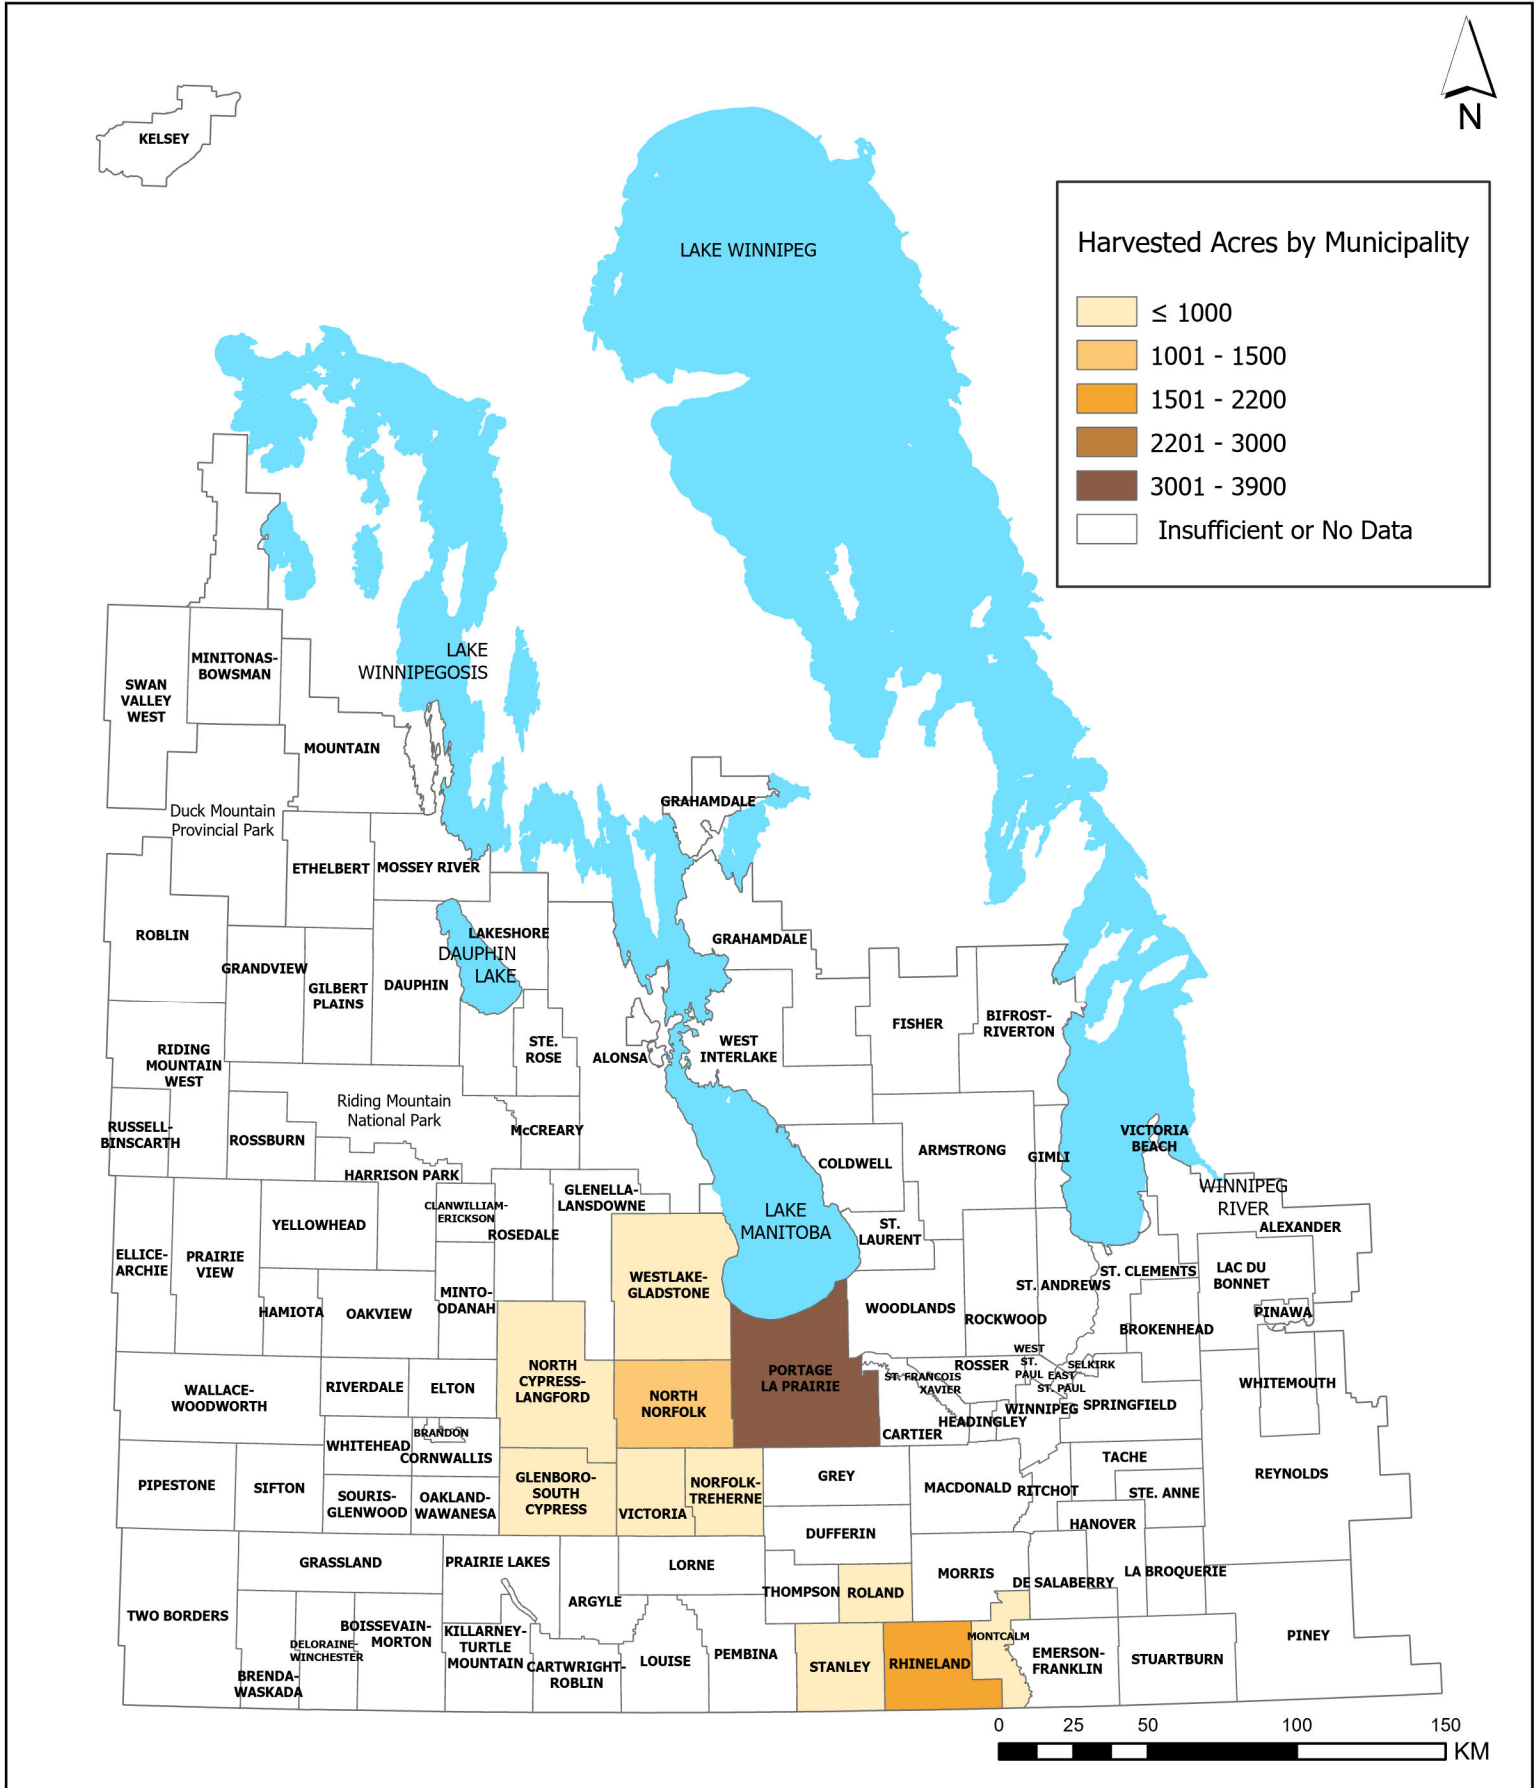 N
KELSEY
LAKE WINNIPEG
Harvested Acres by Municipality
≤ 1000
1001 - 1500
1501 - 2200
2201 - 3000
3001 - 3900
Insufficient or No Data
LAKE
WINNIPEGOSIS
MINITONAS-
BOWSMAN
SWAN
VALLEY
WEST
MOUNTAIN
Duck Mountain
Provincial Park
GRAHAMDALE
ETHELBERT
MOSSEY RIVER
ROBLIN
LAKESHORE
DAUPHIN
LAKE
GRAHAMDALE
GRANDVIEW
GILBERT
PLAINS
DAUPHIN
FISHER
BIFROST-
RIVERTON
RIDING
MOUNTAIN
WEST
STE.
ROSE
ALONSA
WEST
INTERLAKE
Riding Mountain
National Park
RUSSELL-
BINSCARTH
ROSSBURN
McCREARY
VICTORIA
BEACH
HARRISON PARK
COLDWELL
ARMSTRONG
GIMLI
GLENELLA-
LANSDOWNE
CLANWILLIAM-
ERICKSON
ROSEDALE
YELLOWHEAD
LAKE
MANITOBA
ST.
LAURENT
WINNIPEG
RIVER
ALEXANDER
ELLICE-
ARCHIE
PRAIRIE
VIEW
WESTLAKE-
GLADSTONE
ST. ANDREWS
ST. CLEMENTS
LAC DU
BONNET
HAMIOTA
OAKVIEW
MINTO-
ODANAH
WOODLANDS
ROCKWOOD
BROKENHEAD
PINAWA
WALLACE-
WOODWORTH
RIVERDALE
ELTON
NORTH
CYPRESS-
LANGFORD
NORTH
NORFOLK
PORTAGE
LA PRAIRIE
ST. FRANCOIS
XAVIER
ROSSER
WEST
ST.
PAUL
EAST
ST. PAUL
SELKIRK
WHITEMOUTH
SPRINGFIELD
WINNIPEG
HEADINGLEY
CARTIER
BRANDON
WHITEHEAD
CORNWALLIS
TACHE
PIPESTONE
SIFTON
SOURIS-
GLENWOOD
OAKLAND-
WAWANESA
GLENBORO-
SOUTH
CYPRESS
VICTORIA
NORFOLK-
TREHERNE
GREY
MACDONALD
RITCHOT
STE. ANNE
REYNOLDS
DUFFERIN
HANOVER
GRASSLAND
PRAIRIE LAKES
LORNE
ARGYLE
THOMPSON
ROLAND
MORRIS
DE SALABERRY
LA BROQUERIE
TWO BORDERS
BOISSEVAIN-
MORTON
DELORAINE-
WINCHESTER
BRENDA-
WASKADA
KILLARNEY-
TURTLE
MOUNTAIN
CARTWRIGHT-
ROBLIN
LOUISE
PEMBINA
STANLEY
RHINELAND
MONTCALM
EMERSON-
FRANKLIN
STUARTBURN
PINEY
0 25 50 100 150
KM